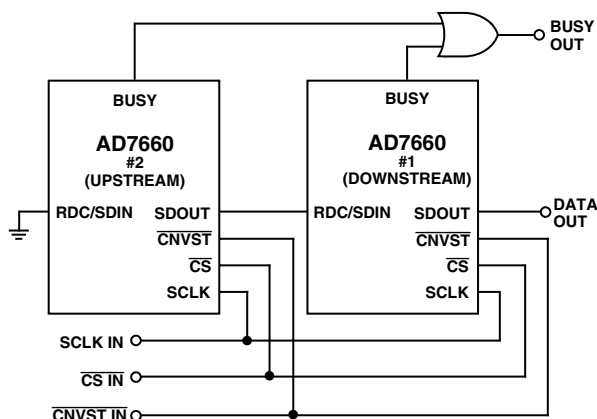 BUSY
OUT
BUSY
BUSY
AD7660
#2
(UPSTREAM)
AD7660
#1
(DOWNSTREAM)
RDC/SDIN
SDOUT
RDC/SDIN
SDOUT
DATA
OUT
CNVST
CNVST
CS
CS
SCLK
SCLK
SCLK IN
CS IN
CNVST IN